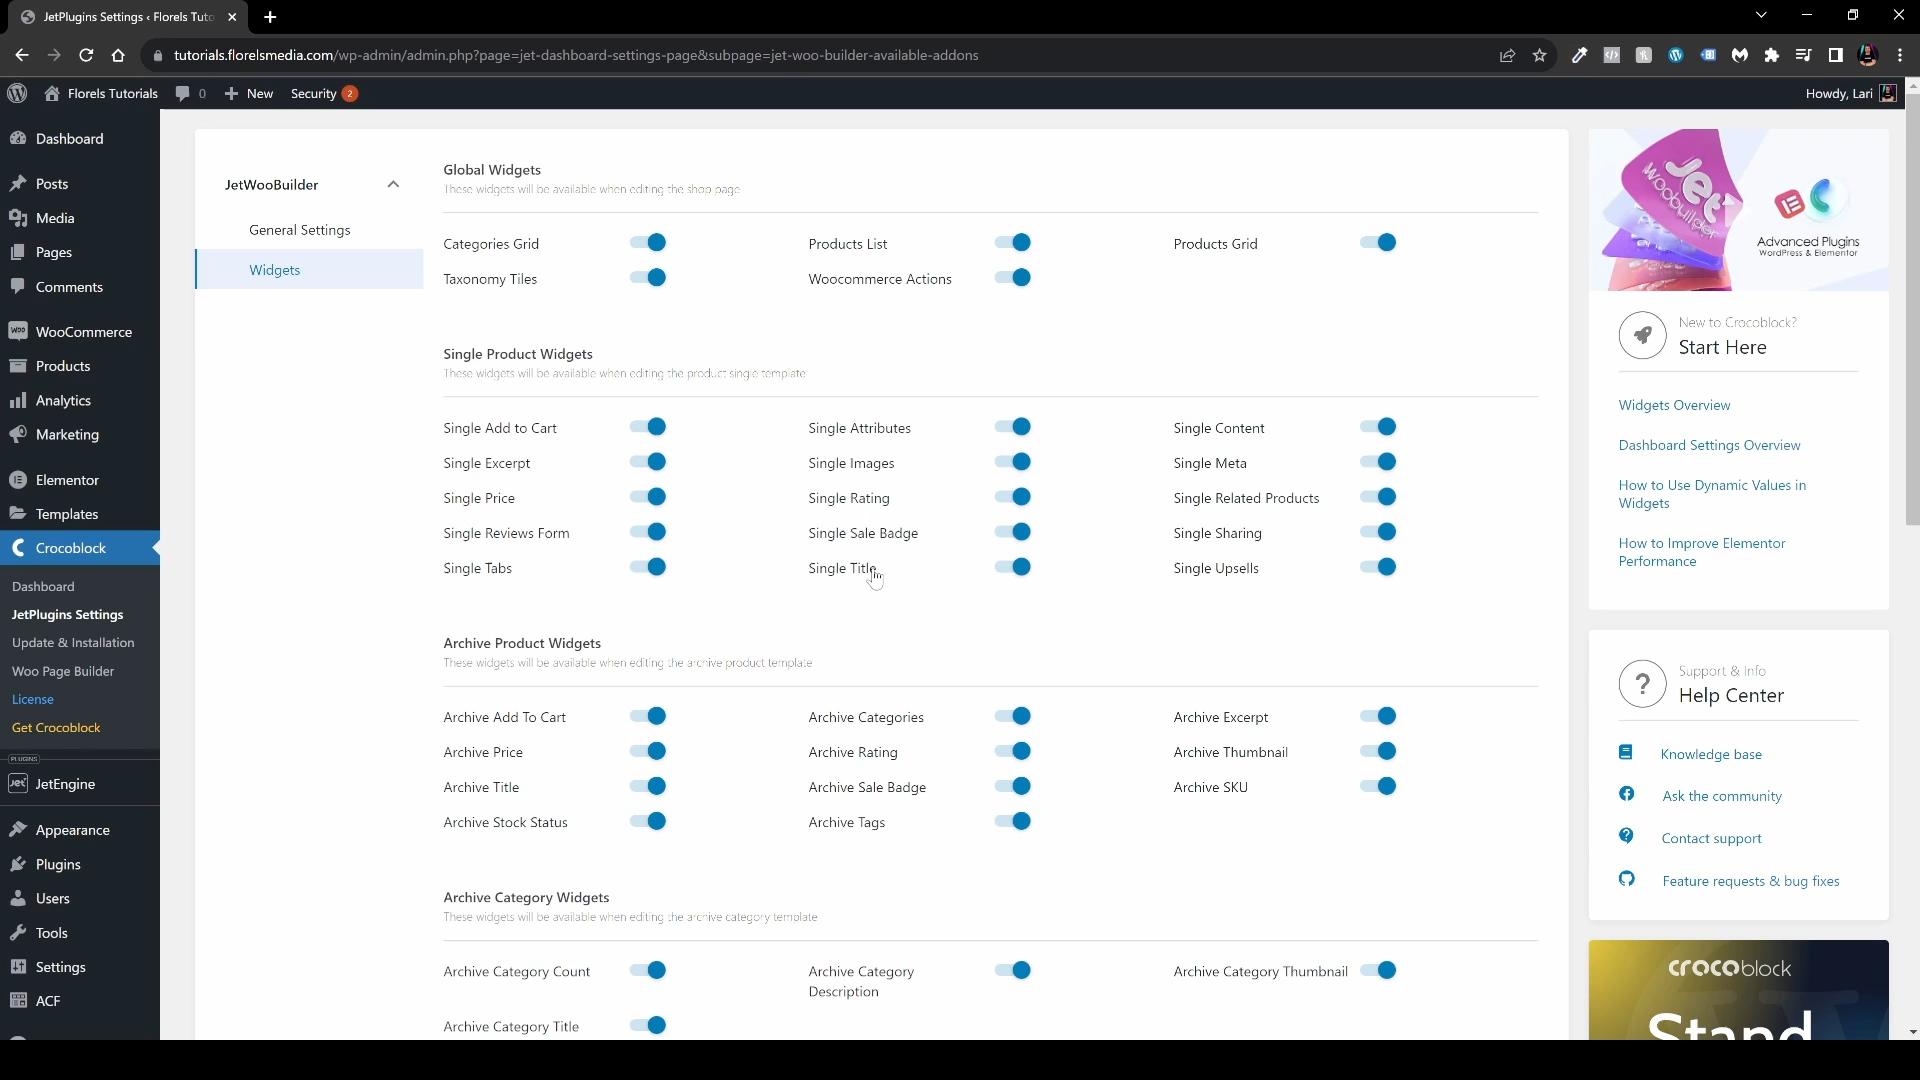 JetPlugins Settings ‹ Florels Tuto
tutorials.florelsmedia.com/wp-admin/admin.php?page=jet-dashboard-settings-page&subpage=jet-woo-builder-available-addons
Florels Tutorials 0 New Security 2 Howdy, Lari
Dashboard
Posts
Media
Pages
Comments
WooCommerce
Products
Analytics
Marketing
Elementor
Templates
Crocoblock
Dashboard
JetPlugins Settings
Update & Installation
Woo Page Builder
License
Get Crocoblock
PLUGINS
JetEngine
Appearance
Plugins
Users
Tools
Settings
ACF
JetWooBuilder
General Settings
Widgets
Global Widgets
These widgets will be available when editing the shop page
Categories Grid Products List Products Grid
Taxonomy Tiles Woocommerce Actions
Single Product Widgets
These widgets will be available when editing the product single template
Single Add to Cart Single Attributes Single Content
Single Excerpt Single Images Single Meta
Single Price Single Rating Single Related Products
Single Reviews Form Single Sale Badge Single Sharing
Single Tabs Single Title Single Upsells
Archive Product Widgets
These widgets will be available when editing the archive product template
Archive Add To Cart Archive Categories Archive Excerpt
Archive Price Archive Rating Archive Thumbnail
Archive Title Archive Sale Badge Archive SKU
Archive Stock Status Archive Tags
Archive Category Widgets
These widgets will be available when editing the archive category template
Archive Category Count Archive Category Description Archive Category Thumbnail
Archive Category Title
Jet
woobuilder
Advanced Plugins
WordPress & Elementor
New to Crocoblock?
Start Here
Widgets Overview
Dashboard Settings Overview
How to Use Dynamic Values in
Widgets
How to Improve Elementor
Performance
Support & Info
Help Center
Knowledge base
Ask the community
Contact support
Feature requests & bug fixes
crocoblock
Stand